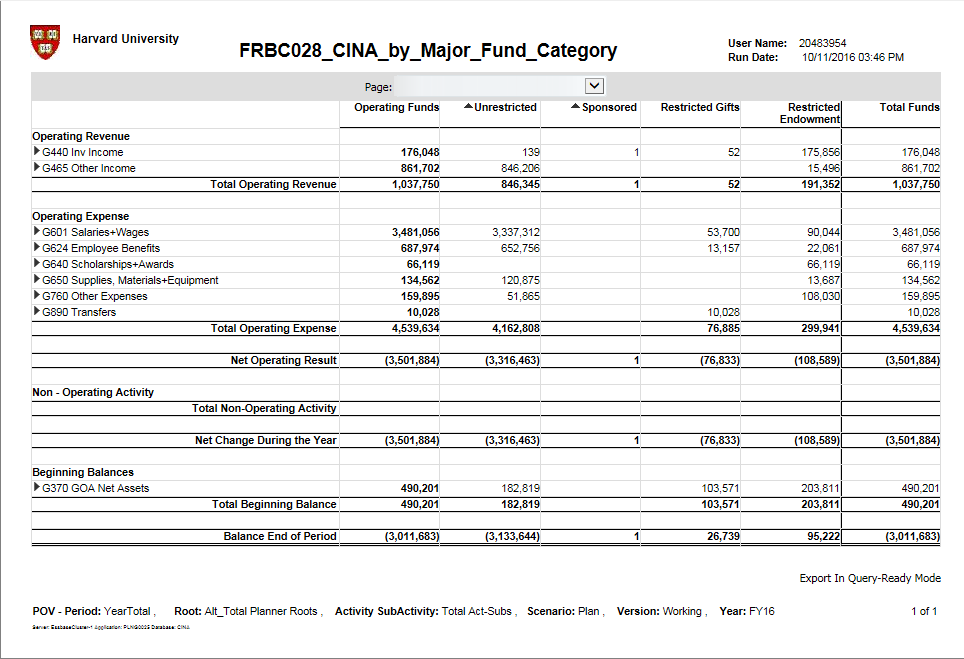 Harvard University
FRBC028_CINA_by_Major_Fund_Category
User Name: 20483954
Run Date: 10/11/2016 03:46 PM
Page:
Operating Funds Unrestricted Sponsored Restricted Gifts Restricted Endowment Total Funds
Operating Revenue
G440 Inv Income 176,048 139 1 52 175,856 176,048
G465 Other Income 861,702 846,206 15,496 861,702
Total Operating Revenue 1,037,750 846,345 1 52 191,352 1,037,750
Operating Expense
G601 Salaries+Wages 3,481,056 3,337,312 53,700 90,044 3,481,056
G624 Employee Benefits 687,974 652,756 13,157 22,061 687,974
G640 Scholarships+Awards 66,119 66,119 66,119
G650 Supplies, Materials+Equipment 134,562 120,875 13,687 134,562
G760 Other Expenses 159,895 51,865 108,030 159,895
G890 Transfers 10,028 10,028 10,028
Total Operating Expense 4,539,634 4,162,808 76,885 299,941 4,539,634
Net Operating Result (3,501,884) (3,316,463) 1 (76,833) (108,589) (3,501,884)
Non - Operating Activity
Total Non-Operating Activity
Net Change During the Year (3,501,884) (3,316,463) 1 (76,833) (108,589) (3,501,884)
Beginning Balances
G370 GOA Net Assets 490,201 182,819 103,571 203,811 490,201
Total Beginning Balance 490,201 182,819 103,571 203,811 490,201
Balance End of Period (3,011,683) (3,133,644) 1 26,739 95,222 (3,011,683)
Export In Query-Ready Mode
POV - Period: YearTotal , Root: Alt_Total Planner Roots , Activity SubActivity: Total Act-Subs , Scenario: Plan , Version: Working , Year: FY16 1 of 1
Server: EssbaseCluster-1 Application: PLNG0025 Database: CINA